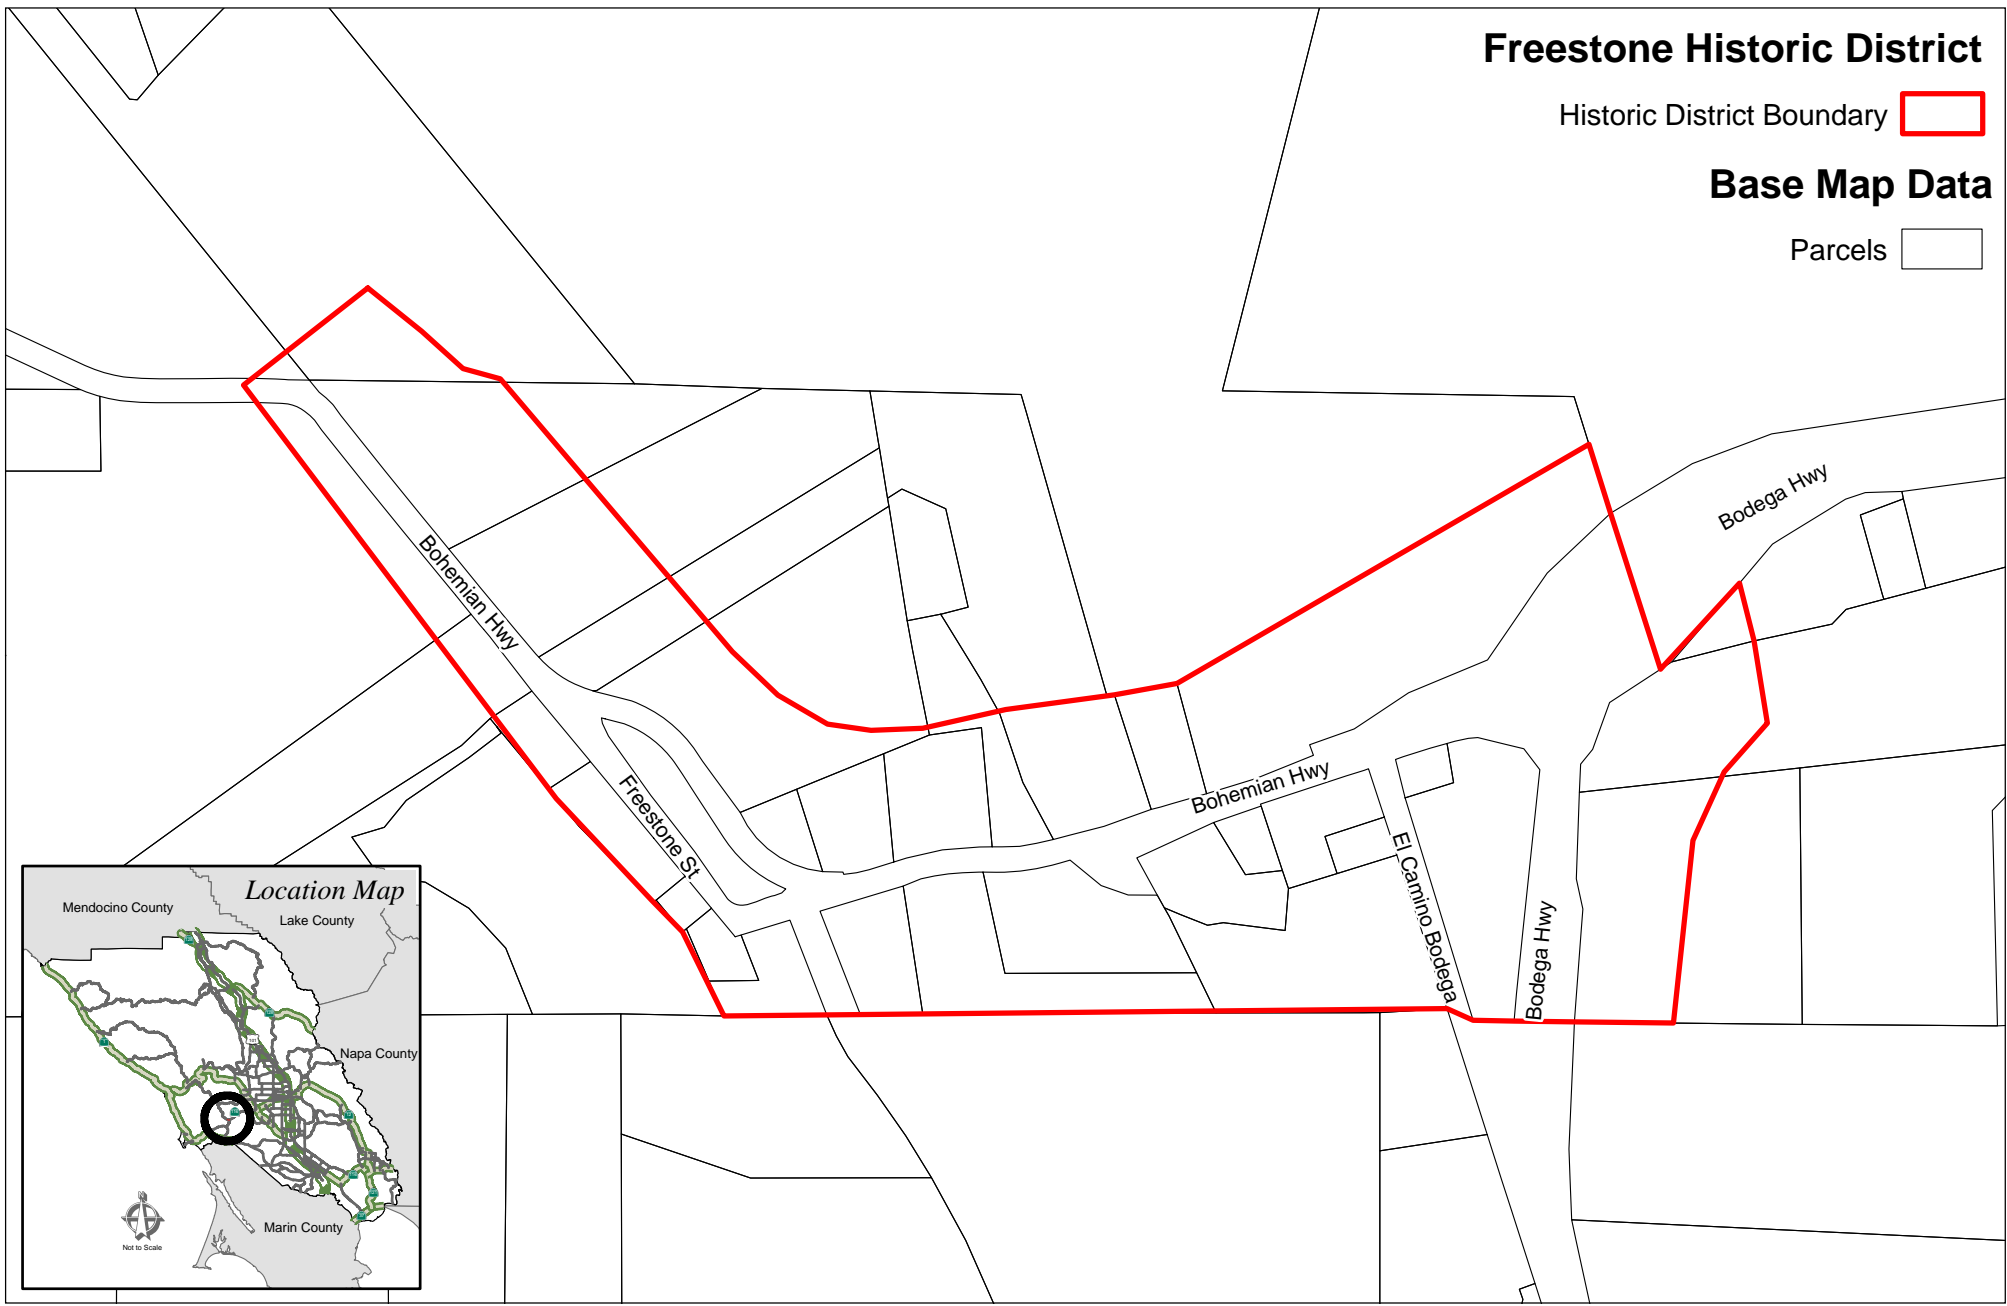 Freestone Historic District
Historic District Boundary
Base Map Data
Parcels
Bodega Hwy
Bohemian Hwy
Freestone St
Bohemian Hwy
El Camino Bodega
Bodega Hwy
Location Map
Mendocino County
Lake County
Napa County
Marin County
Not to Scale